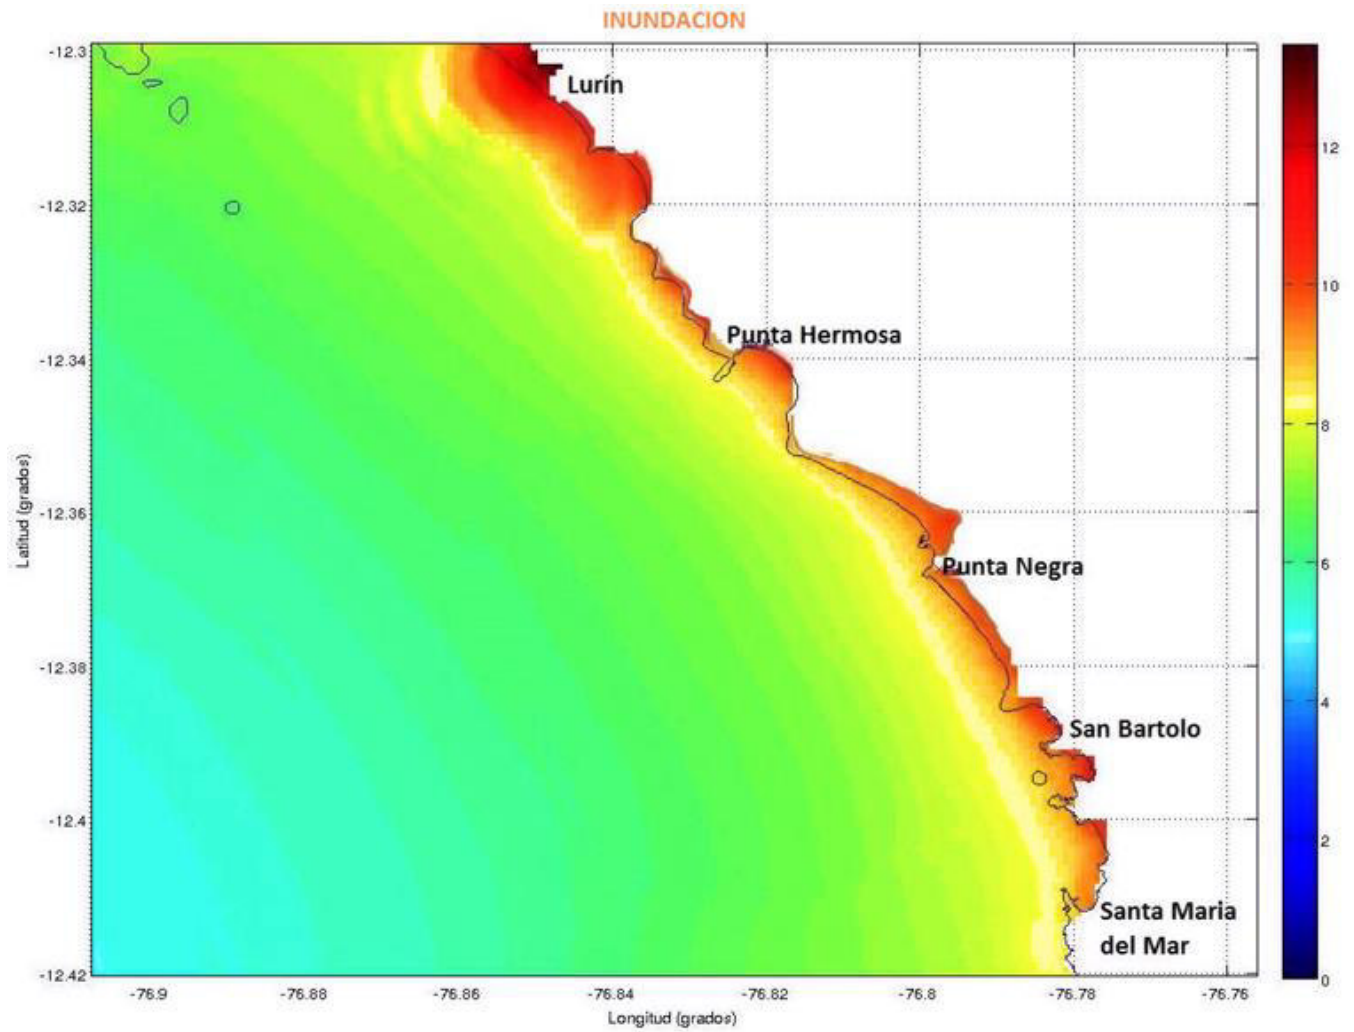 INUNDACION
-12.3
-12.32
-12.34
-12.36
-12.38
-12.4
-12.42
Latitud (grados)
Lurín
Punta Hermosa
Punta Negra
San Bartolo
Santa Maria
del Mar
12
10
8
6
4
2
0
-76.9
-76.88
-76.86
-76.84
-76.82
-76.8
-76.78
-76.76
Longitud (grados)